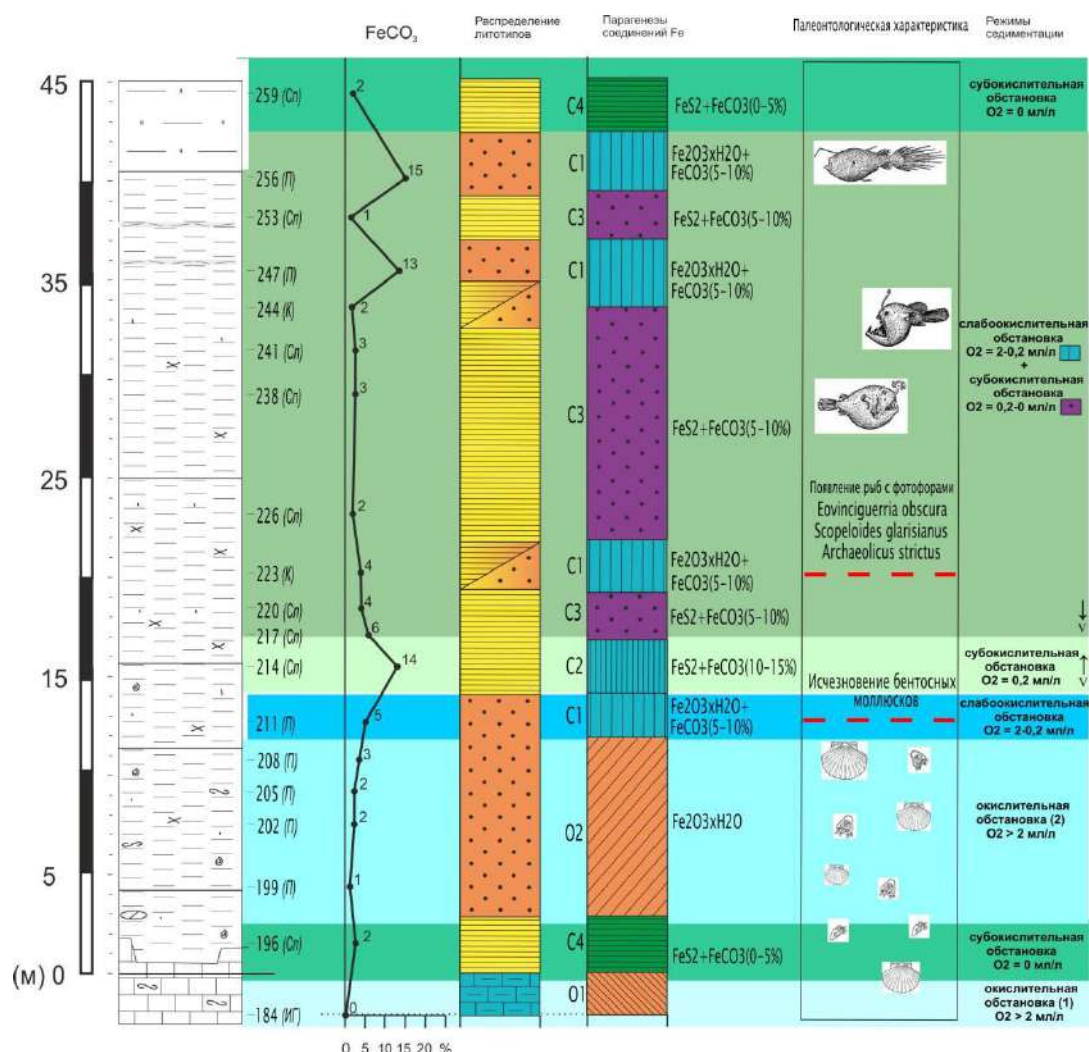 FeCO3
Распределение
литотипов
Парагенезы
соединений Fe
Палеонтологическая характеристика
Режимы
седиментации
45
259 (Сл)
2
C4
FeS2+FeCO3(0-5%)
субокислительная
обстановка
O2 = 0 мл/л
256 (П)
15
C1
Fe2O3xH2O+
FeCO3(5-10%)
253 (Сл)
1
C3
FeS2+FeCO3(5-10%)
247 (П)
13
C1
Fe2O3xH2O+
FeCO3(5-10%)
35
244 (К)
2
241 (Сл)
3
слабоокислительная
обстановка
O2 = 2-0,2 мл/л
+
субокислительная
обстановка
O2 = 0,2-0 мл/л
238 (Сл)
3
C3
FeS2+FeCO3(5-10%)
25
226 (Сл)
2
Появление рыб с фотофорами
Eovinciguerria obscura
Scopeloides glarisianus
Archaeolicus strictus
223 (К)
4
C1
Fe2O3xH2O+
FeCO3(5-10%)
220 (Сл)
4
C3
FeS2+FeCO3(5-10%)
217 (Сл)
6
V
214 (Сл)
14
C2
FeS2+FeCO3(10-15%)
субокислительная
обстановка
O2 = 0,2 мл/л
V
15
Исчезновение бентосных
моллюсков
211 (П)
5
C1
Fe2O3xH2O+
FeCO3(5-10%)
слабоокислительная
обстановка
O2 = 2-0,2 мл/л
208 (П)
3
205 (П)
2
202 (П)
2
O2
Fe2O3xH2O
окислительная
обстановка (2)
O2 > 2 мл/л
5
199 (П)
1
196 (Сл)
2
C4
FeS2+FeCO3(0-5%)
субокислительная
обстановка
O2 = 0 мл/л
(м) 0
184 (ИГ)
0
O1
окислительная
обстановка (1)
O2 > 2 мл/л
0 5 10 15 20 %